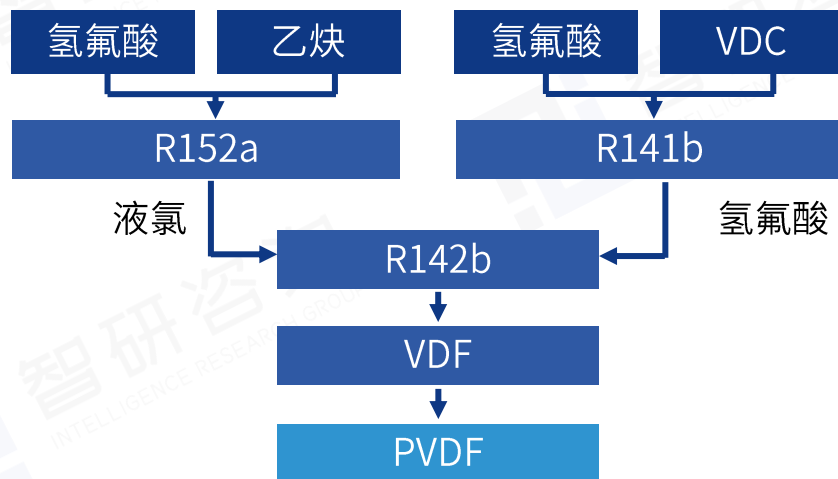 氢氟酸
乙炔
氢氟酸
VDC
R152a
R141b
液氯
氢氟酸
R142b
VDF
PVDF
智研咨询
INTELLIGENCE RESEARCH GROUP